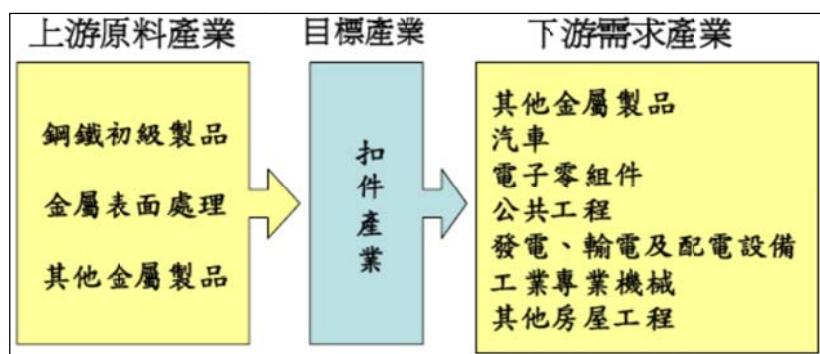 上游原料產業
鋼鐵初級製品
金屬表面處理
其他金屬製品
目標產業
扣件產業
下游需求產業
其他金屬製品
汽車
電子零組件
公共工程
發電、輸電及配電設備
工業專業機械
其他房屋工程